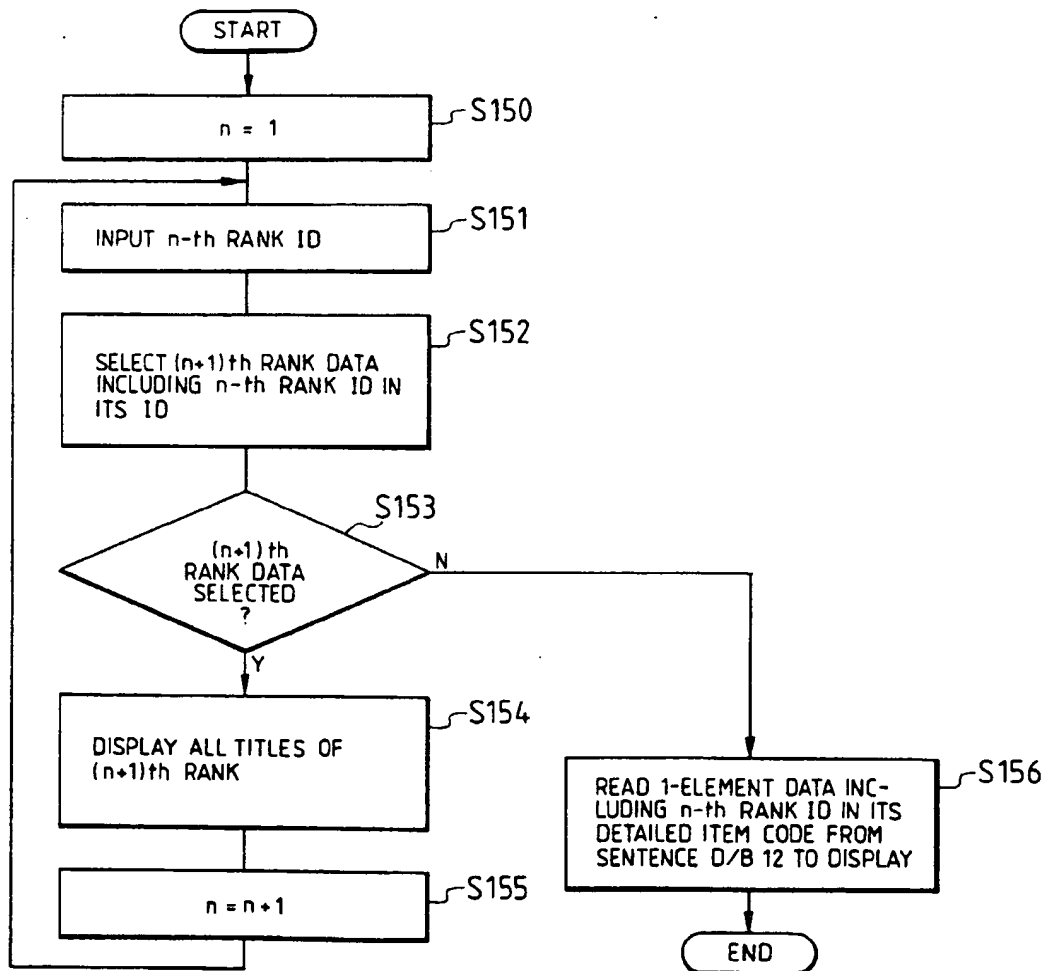 START
n = 1
S150
INPUT n-th RANK ID
S151
SELECT (n+1)th RANK DATA
INCLUDING n-th RANK ID IN
ITS ID
S152
(n+1)th
RANK DATA
SELECTED
?
S153
N
Y
DISPLAY ALL TITLES OF
(n+1)th RANK
S154
n = n+1
S155
READ 1-ELEMENT DATA INC-
LUDING n-th RANK ID IN ITS
DETAILED ITEM CODE FROM
SENTENCE D/B 12 TO DISPLAY
S156
END